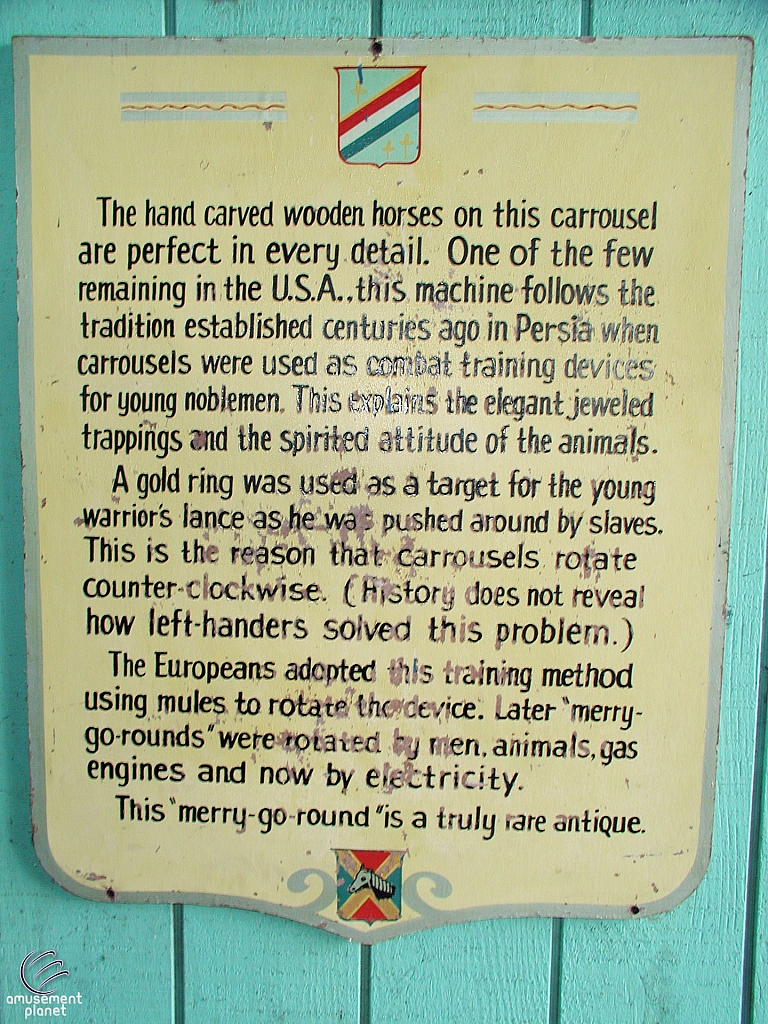 The hand carved wooden horses on this carrousel
are perfect in every detail. One of the few
remaining in the U.S.A., this machine follows the
tradition established centuries ago in Persia when
carrousels were used as combat training devices
for young noblemen. This explains the elegant jeweled
trappings and the spirited attitude of the animals.
A gold ring was used as a target for the young
warrior's lance as he was pushed around by slaves.
This is the reason that carrousels rotate
counter-clockwise. (History does not reveal
how left-handers solved this problem.)
The Europeans adopted this training method
using mules to rotate the device. Later "merry-
go-rounds" were rotated by men, animals, gas
engines and now by electricity.
This "merry-go-round" is a truly rare antique.
amusement
planet